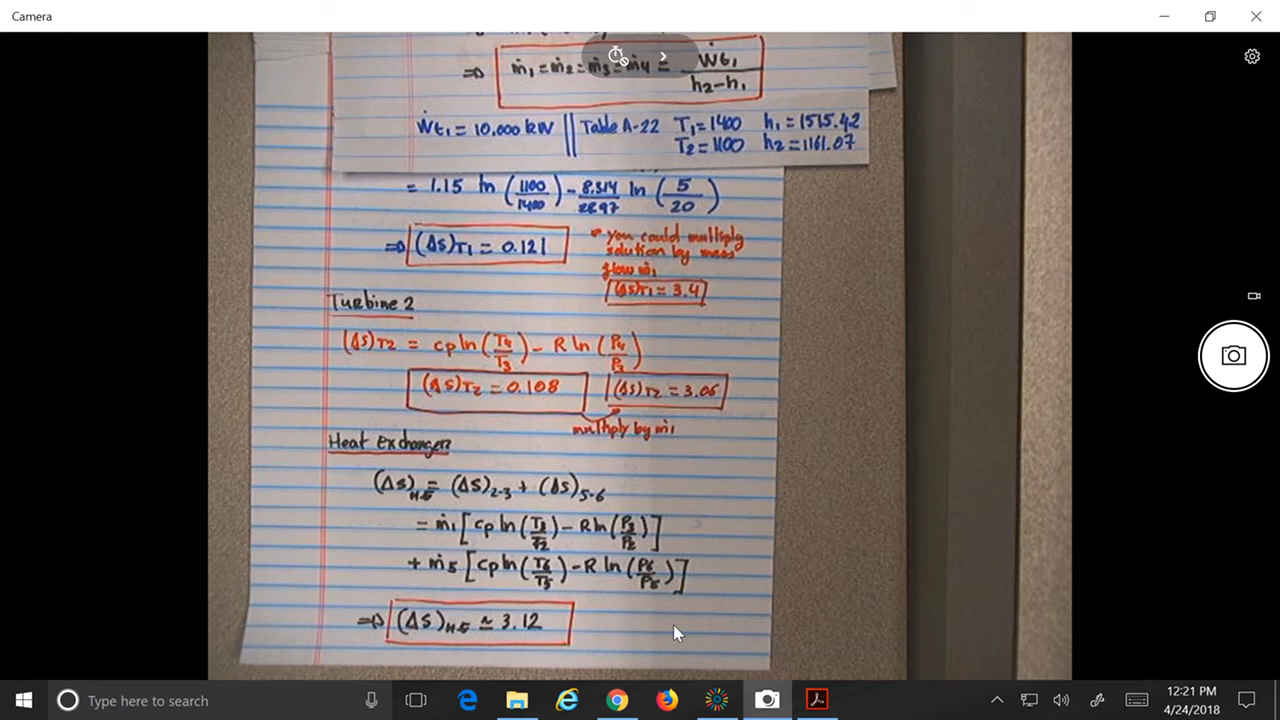 Camera
⇒ ṁ1 = ṁ2 = ṁ3 = ṁ4 = Ẇt1 / h2-h1
Ẇt1 = 10.000 kW || Table A-22 T1=1400 h1=1515.42
T2=1100 h2=1161.07
= 1.15 ln (1100/1400) - 8.314/28.97 ln (5/20)
⇒ (Δs)T1 = 0.121
• you could multiply
solution by mass
flow ṁ1
(Δs)T1 = 3.4
Turbine 2
(Δs)T2 = cp ln (T4/T3) - R ln (P4/P3)
(Δs)T2 = 0.108 (Δs)T2 = 3.06
multiply by ṁ1
Heat Exchanger
(Δs) = (Δs)2-3 + (Δs)5-6
= ṁ1 [cp ln (T3/T2) - R ln (P3/P2)]
+ ṁ5 [cp ln (T6/T5) - R ln (P6/P5)]
⇒ (Δs) ≃ 3.12
Type here to search
12:21 PM
4/24/2018